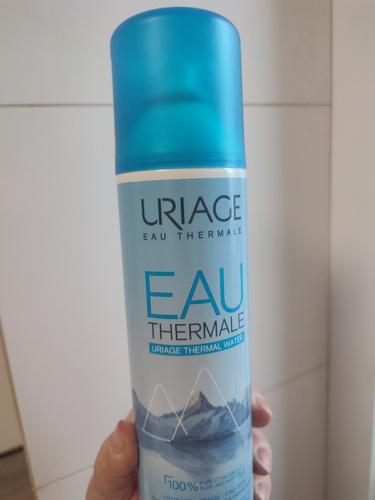 URIAGE
EAU THERMALE
EAU
THERMALE
URIAGE THERMAL WATER
100%